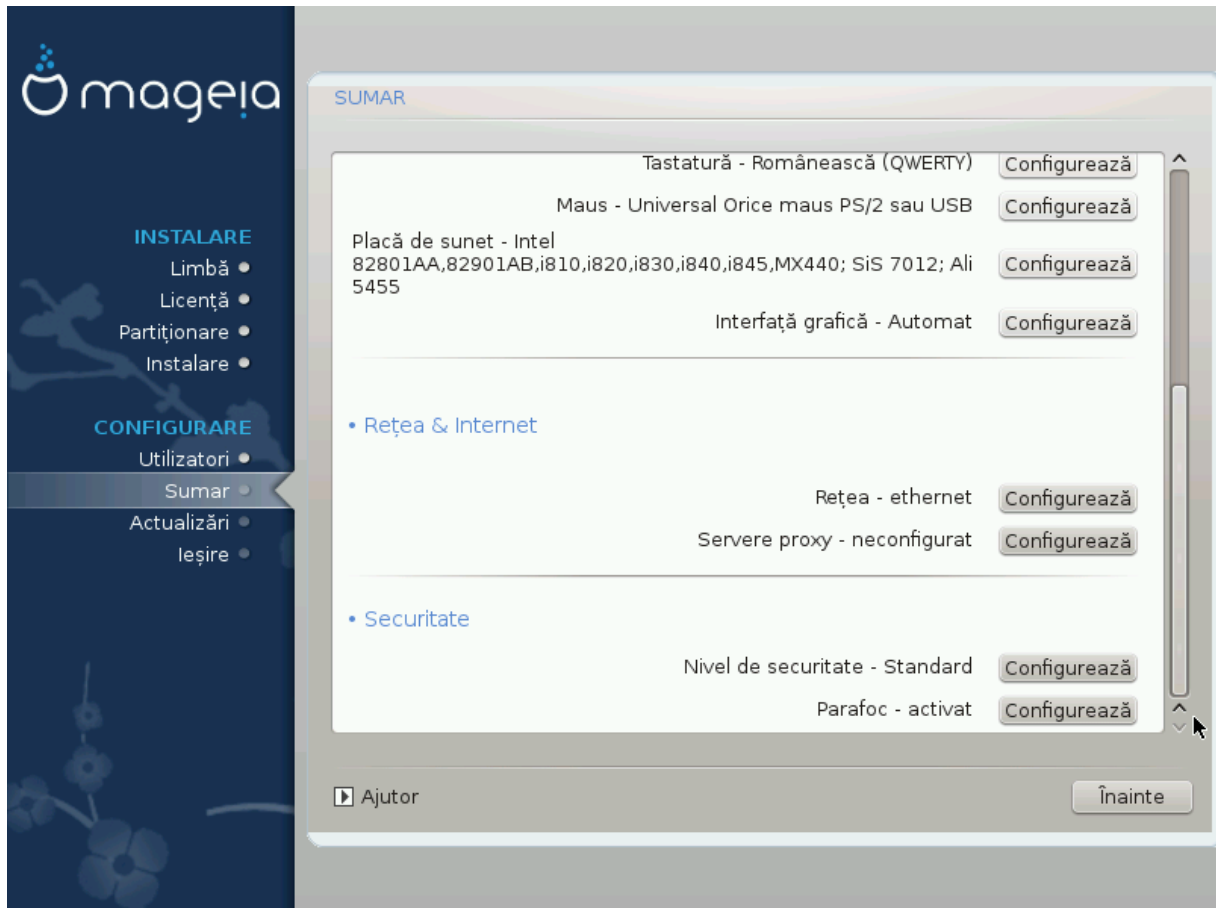 mageia
INSTALARE
Limbă
Licență
Partiționare
Instalare
CONFIGURARE
Utilizatori
Sumar
Actualizări
Ieșire
SUMAR
Tastatură - Românească (QWERTY) Configurează
Maus - Universal Orice maus PS/2 sau USB Configurează
Placă de sunet - Intel
82801AA,82901AB,i810,i820,i830,i840,i845,MX440; SiS 7012; Ali Configurează
5455
Interfață grafică - Automat Configurează
• Rețea & Internet
Rețea - ethernet Configurează
Servere proxy - neconfigurat Configurează
• Securitate
Nivel de securitate - Standard Configurează
Parafoc - activat Configurează
Ajutor
Înainte